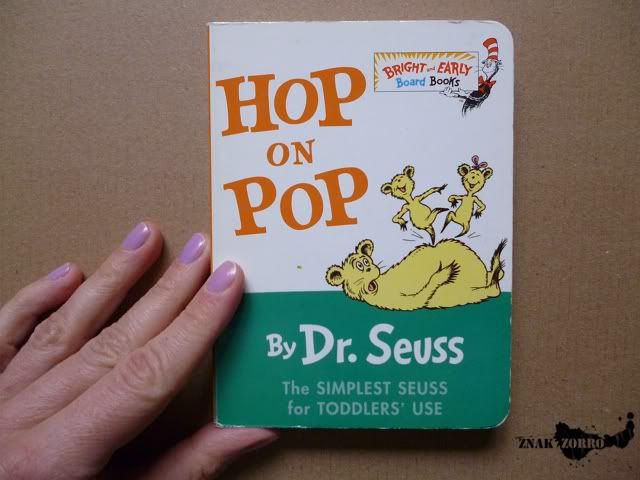 BRIGHT and EARLY
Board Books
HOP
ON
POP
By Dr. Seuss
The SIMPLEST SEUSS
for TODDLERS' USE
ZNAK ZORRO